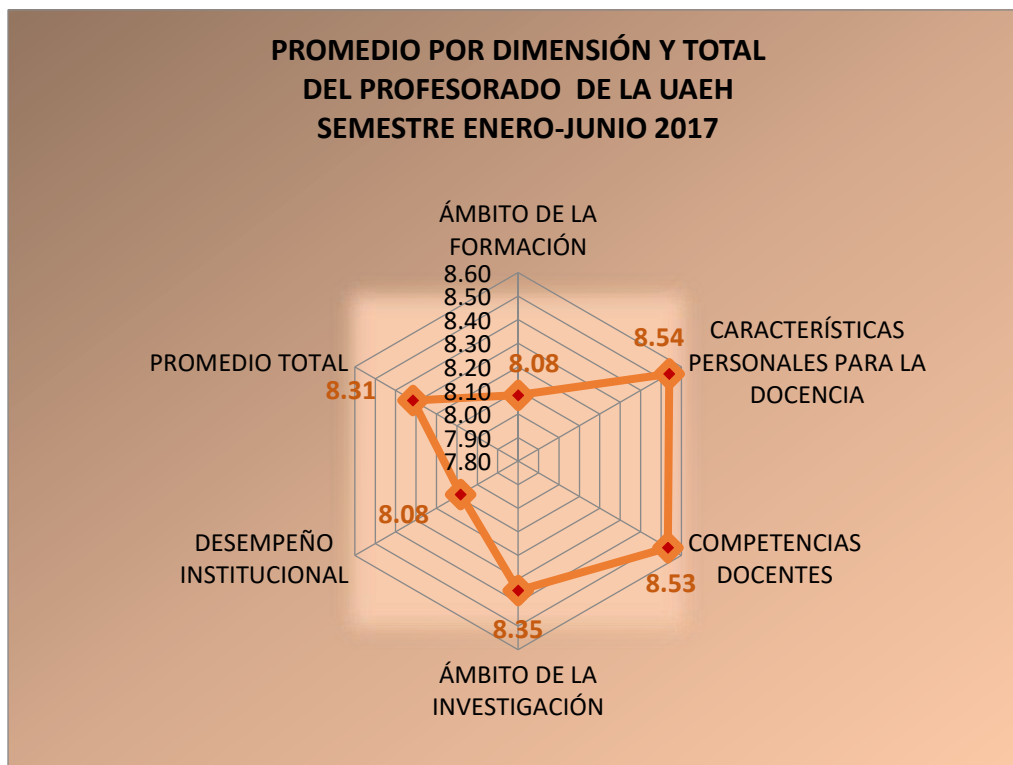 PROMEDIO POR DIMENSIÓN Y TOTAL
DEL PROFESORADO DE LA UAEH
SEMESTRE ENERO-JUNIO 2017
ÁMBITO DE LA
FORMACIÓN
8.60
8.50
8.40
8.30
8.20
8.10
8.00
7.90
7.80
8.08
8.54
CARACTERÍSTICAS
PERSONALES PARA LA
DOCENCIA
COMPETENCIAS
DOCENTES
8.53
8.35
ÁMBITO DE LA
INVESTIGACIÓN
8.08
DESEMPEÑO
INSTITUCIONAL
PROMEDIO TOTAL
8.31